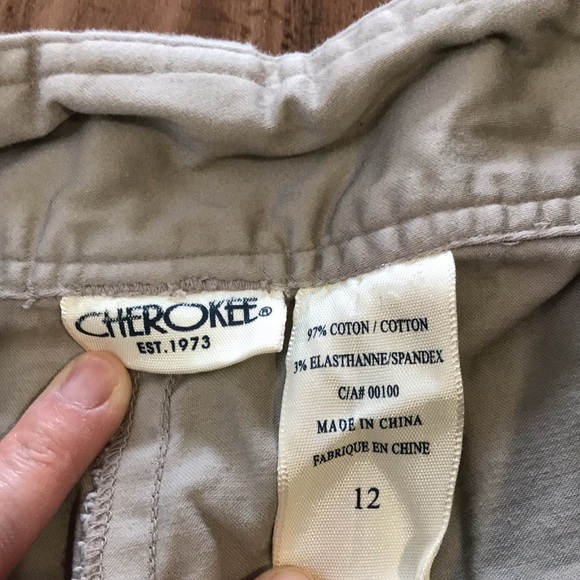 CHEROKEE®
EST. 1973
97% COTON / COTTON
3% ELASTHANNE/SPANDEX
C/A# 00100
MADE IN CHINA
FABRIQUE EN CHINE
12